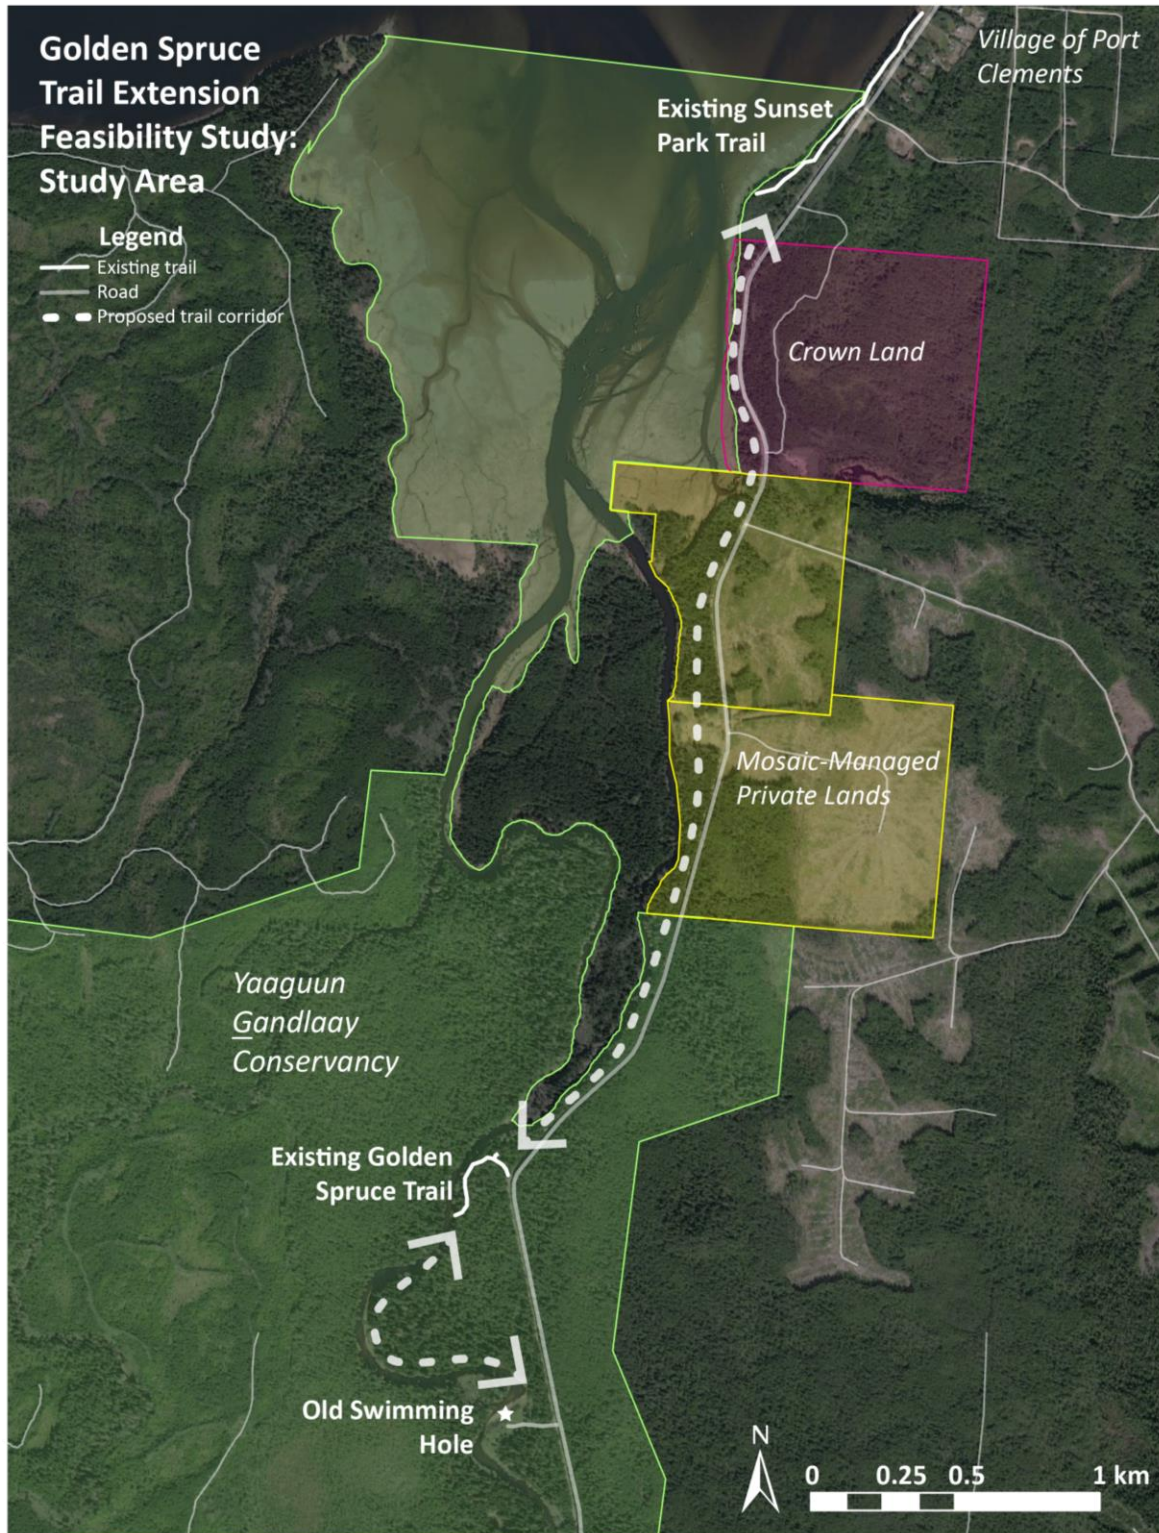 Golden Spruce
Trail Extension
Feasibility Study:
Study Area
Legend
Existing trail
Road
Proposed trail corridor
Village of Port
Clements
Existing Sunset
Park Trail
Crown Land
Mosaic-Managed
Private Lands
Yaaguun
G̲andlaay
Conservancy
Existing Golden
Spruce Trail
Old Swimming
Hole
N
0 0.25 0.5 1 km